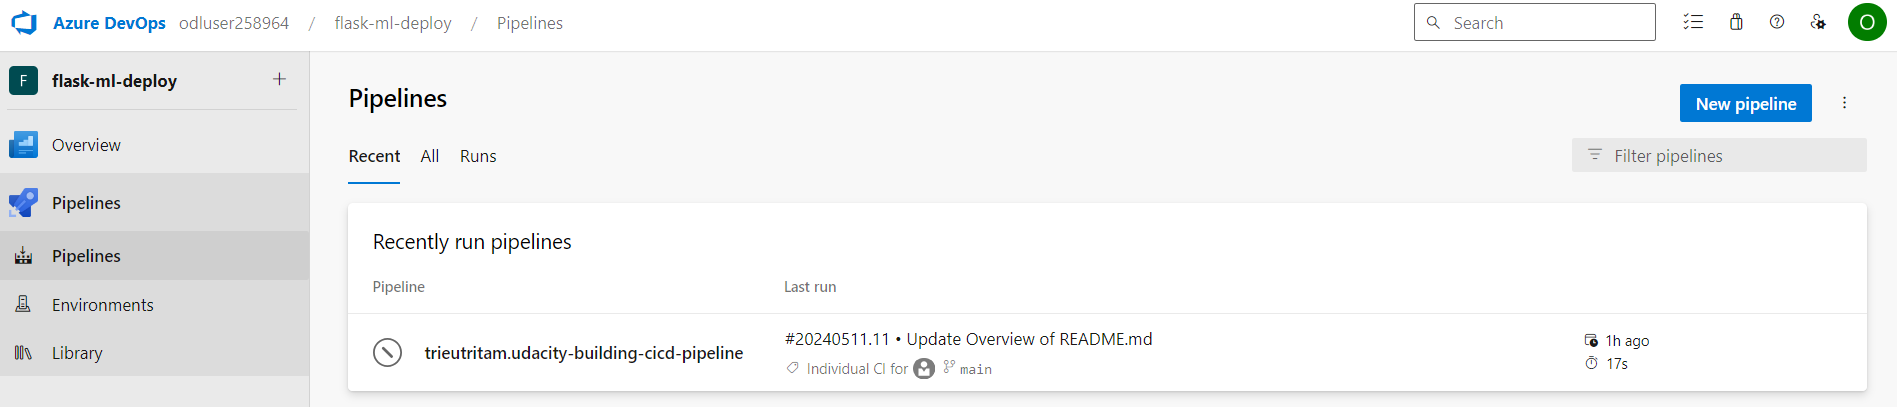 Azure DevOps odluser258964 / flask-ml-deploy / Pipelines
Search
O
F flask-ml-deploy +
Overview
Pipelines
Pipelines
Environments
Library
Pipelines
New pipeline
Recent All Runs
Filter pipelines
Recently run pipelines
Pipeline Last run
trieutritam.udacity-building-cicd-pipeline
#20240511.11 • Update Overview of README.md
Individual CI for main
1h ago
17s